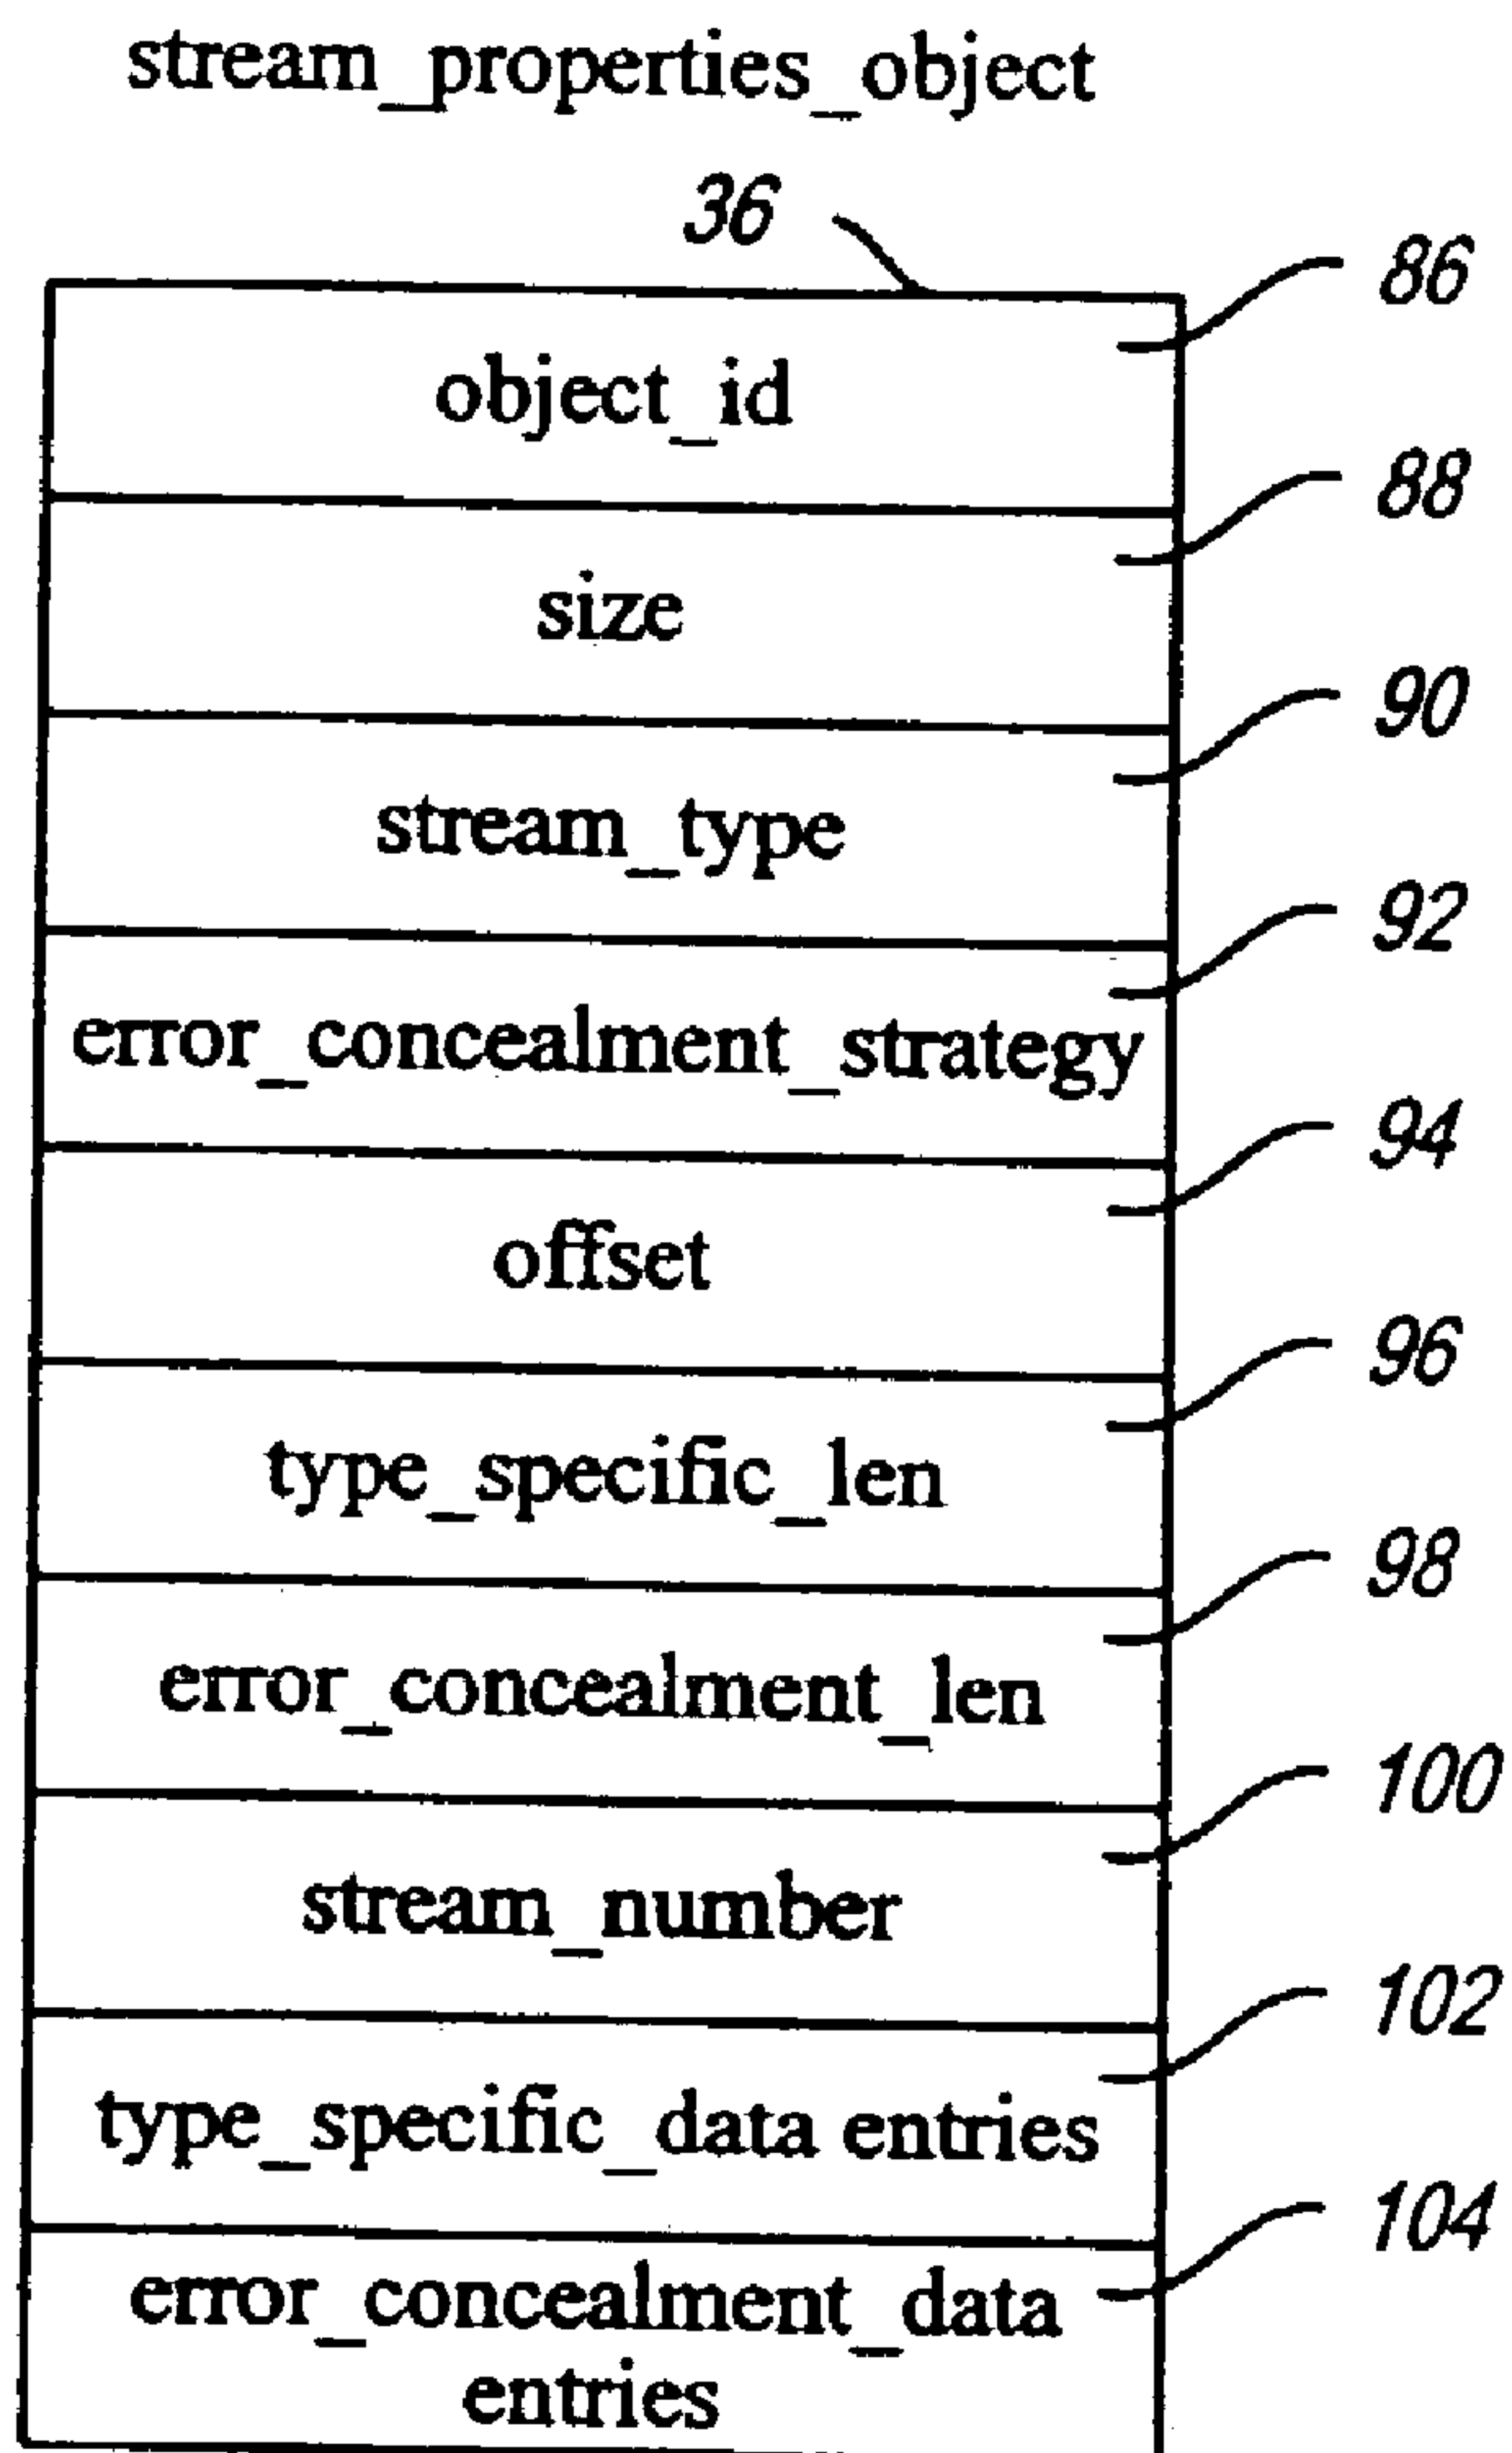 stream_properties_object
36
86
object_id
88
size
90
stream_type
92
error_concealment_strategy
94
offset
96
type_specific_len
98
error_concealment_len
100
stream_number
102
type_specific_data entries
104
error_concealment_data
entries